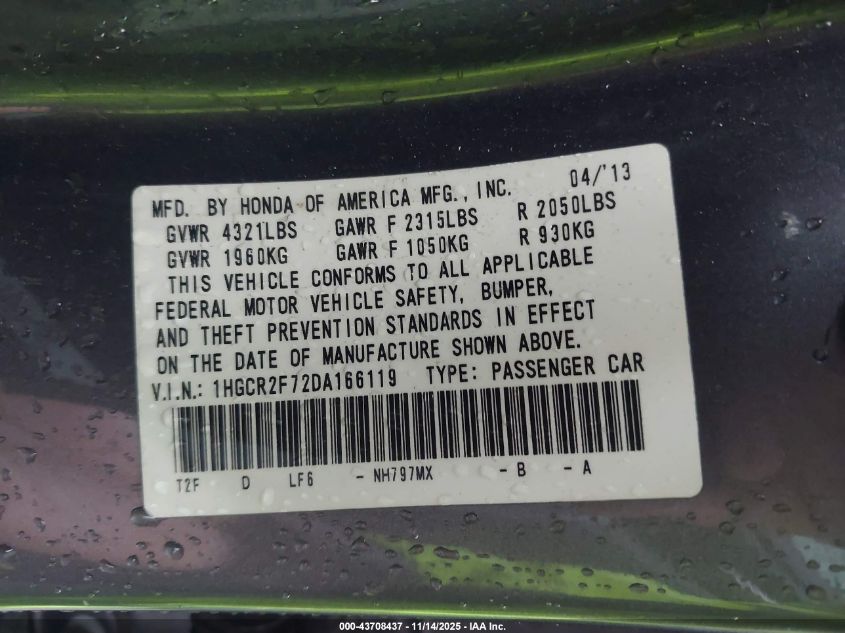 MFD. BY HONDA OF AMERICA MFG., INC. 04/'13
GVWR 4321LBS GAWR F 2315LBS R 2050LBS
GVWR 1960KG GAWR F 1050KG R 930KG
THIS VEHICLE CONFORMS TO ALL APPLICABLE
FEDERAL MOTOR VEHICLE SAFETY, BUMPER,
AND THEFT PREVENTION STANDARDS IN EFFECT
ON THE DATE OF MANUFACTURE SHOWN ABOVE.
V.I.N.: 1HGCR2F72DA166119 TYPE: PASSENGER CAR
T2F D LF6 - NH797MX - B - A
000-43708437 - 11/14/2025 - IAA Inc.